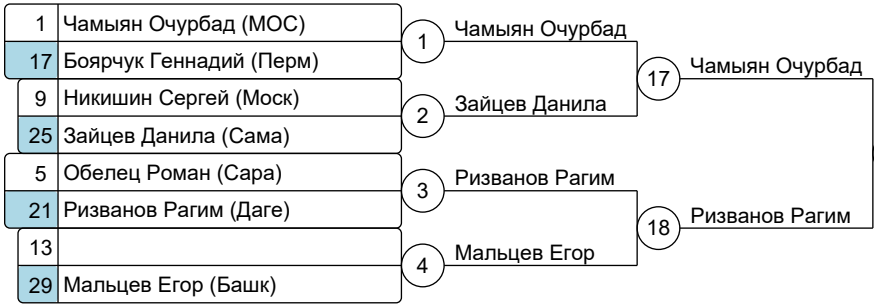 1 Чамыян Очурбад (МОС)
17 Боярчук Геннадий (Перм)
9 Никишин Сергей (Моск)
25 Зайцев Данила (Сама)
5 Обелец Роман (Сара)
21 Ризванов Рагим (Даге)
13
29 Мальцев Егор (Башк)
1 Чамыян Очурбад
2 Зайцев Данила
3 Ризванов Рагим
4 Мальцев Егор
17 Чамыян Очурбад
18 Ризванов Рагим